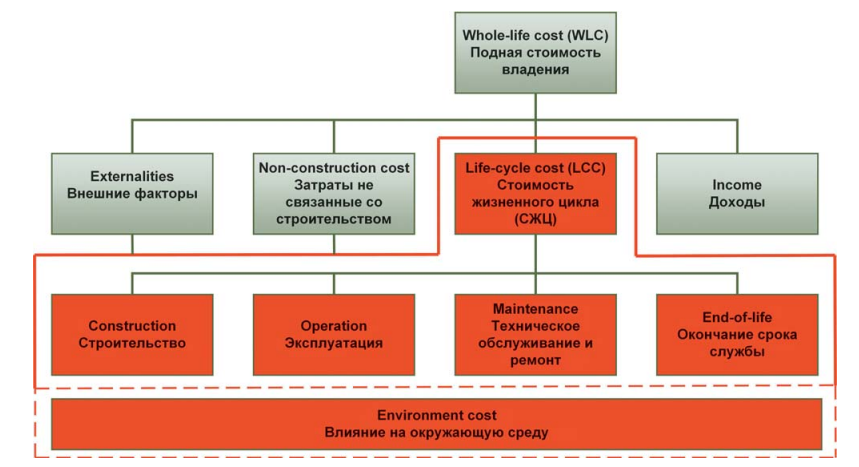 Whole-life cost (WLC)
Подная стоимость
владения
Externalities
Внешние факторы
Non-construction cost
Затраты не
связанные со
строительством
Life-cycle cost (LCC)
Стоимость
жизненного цикла
(СЖЦ)
Income
Доходы
Construction
Строительство
Operation
Эксплуатация
Maintenance
Техническое
обслуживание и
ремонт
End-of-life
Окончание срока
службы
Environment cost
Влияние на окружающую среду